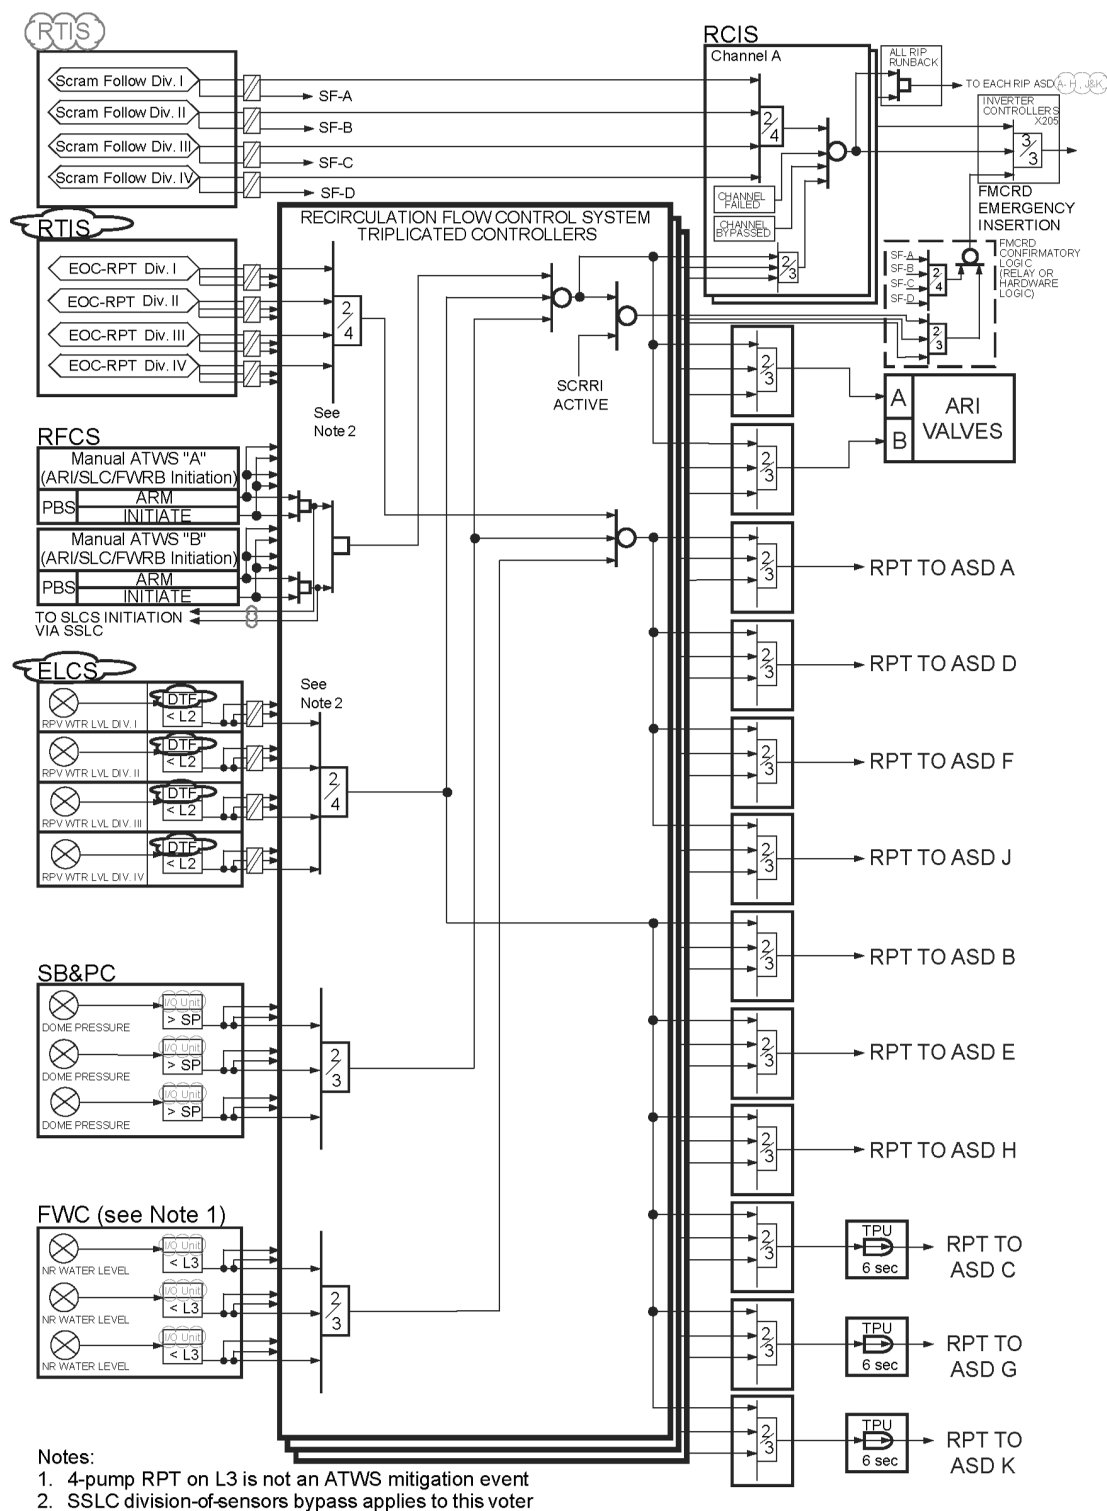 RTIS
Scram Follow Div. I
Scram Follow Div. II
Scram Follow Div. III
Scram Follow Div. IV
SF-A
SF-B
SF-C
SF-D
RCIS
Channel A
2/4
CHANNEL
FAILED
CHANNEL
BYPASSED
2/3
ALL RIP
RUNBACK
TO EACH RIP ASD A-H, J&K
INVERTER
CONTROLLERS
X205
3/3
FMCRD
EMERGENCY
INSERTION
FMCRD
CONFIRMATORY
LOGIC
(RELAY OR
HARDWARE
LOGIC)
SF-A
SF-B
SF-C
SF-D
2/4
2/3
RTIS
EOC-RPT Div. I
EOC-RPT Div. II
EOC-RPT Div. III
EOC-RPT Div. IV
RECIRCULATION FLOW CONTROL SYSTEM
TRIPLICATED CONTROLLERS
2/4
See
Note 2
SCRRI
ACTIVE
2/3
A
B
ARI
VALVES
2/3
RFCS
Manual ATWS "A"
(ARI/SLC/FWRB Initiation)
PBS
ARM
INITIATE
Manual ATWS "B"
(ARI/SLC/FWRB Initiation)
PBS
ARM
INITIATE
TO SLCS INITIATION
VIA SSLC
2/3
RPT TO ASD A
2/3
RPT TO ASD D
ELCS
RPV WTR LVL DIV. I
DTF
< L2
RPV WTR LVL DIV. II
DTF
< L2
RPV WTR LVL DIV. III
DTF
< L2
RPV WTR LVL DIV. IV
DTF
< L2
See
Note 2
2/4
2/3
RPT TO ASD F
2/3
RPT TO ASD J
2/3
RPT TO ASD B
SB&PC
DOME PRESSURE
I/O Unit
> SP
DOME PRESSURE
I/O Unit
> SP
DOME PRESSURE
I/O Unit
> SP
2/3
2/3
RPT TO ASD E
2/3
RPT TO ASD H
FWC (see Note 1)
NR WATER LEVEL
I/O Unit
< L3
NR WATER LEVEL
I/O Unit
< L3
NR WATER LEVEL
I/O Unit
< L3
2/3
2/3
TPU
6 sec
RPT TO
ASD C
2/3
TPU
6 sec
RPT TO
ASD G
2/3
TPU
6 sec
RPT TO
ASD K
Notes:
1. 4-pump RPT on L3 is not an ATWS mitigation event
2. SSLC division-of-sensors bypass applies to this voter